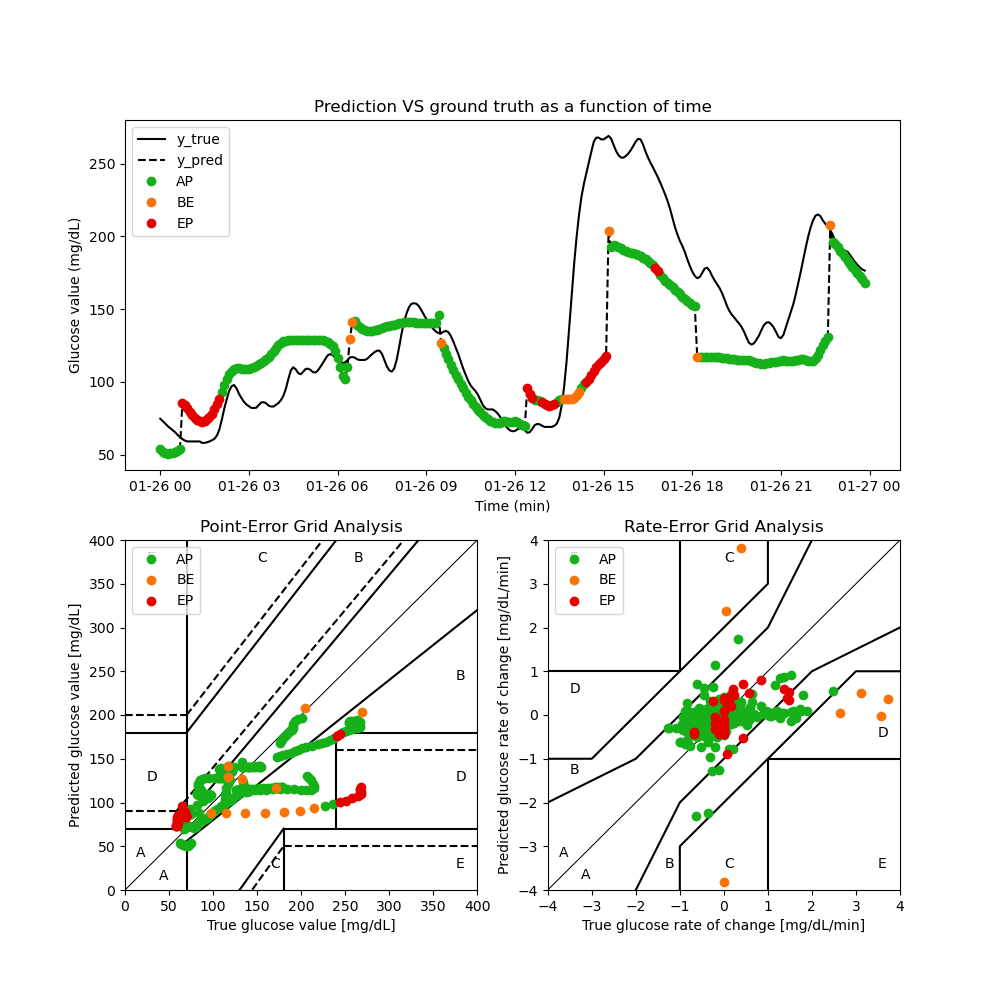 Prediction VS ground truth as a function of time
Glucose value (mg/dL)
250
200
150
100
50
y_true
y_pred
AP
BE
EP
01-26 00 01-26 03 01-26 06 01-26 09 01-26 12 01-26 15 01-26 18 01-26 21 01-27 00
Time (min)
Point-Error Grid Analysis
Predicted glucose value [mg/dL]
400
350
300
250
200
150
100
50
0
AP
BE
EP
C
B
B
D
D
A
A
C
E
0 50 100 150 200 250 300 350 400
True glucose value [mg/dL]
Rate-Error Grid Analysis
Predicted glucose rate of change [mg/dL/min]
4
3
2
1
0
−1
−2
−3
−4
AP
BE
EP
C
D
D
B
A
A
B
C
E
−4 −3 −2 −1 0 1 2 3 4
True glucose rate of change [mg/dL/min]